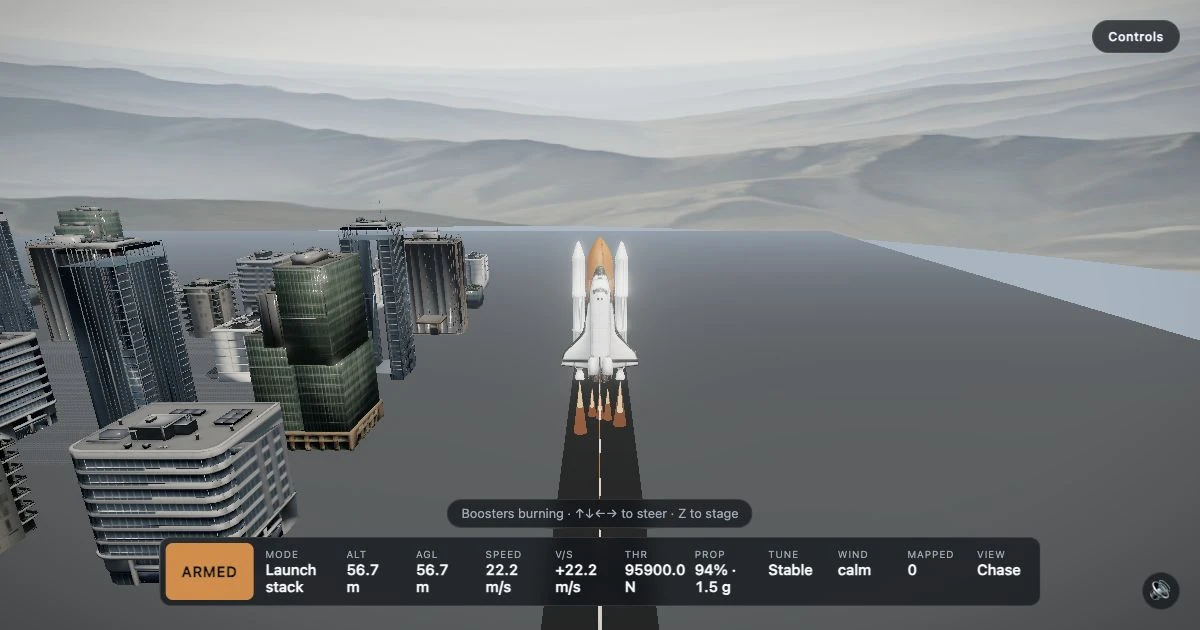 Controls
Boosters burning · ↑↓←→ to steer · Z to stage
ARMED
MODE
Launch
stack
ALT
56.7
m
AGL
56.7
m
SPEED
22.2
m/s
V/S
+22.2
m/s
THR
95900.0
N
PROP
94% ·
1.5 g
TUNE
Stable
WIND
calm
MAPPED
0
VIEW
Chase